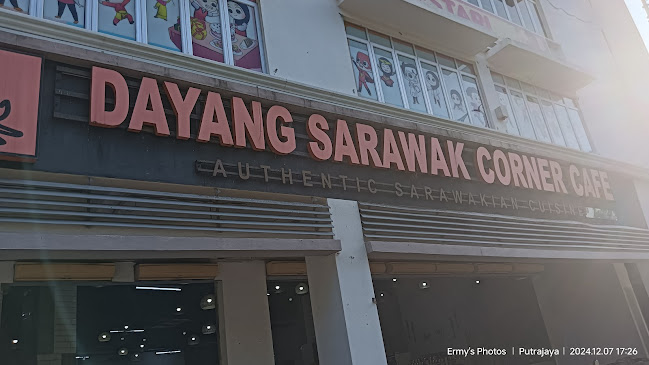 DAYANG SARAWAK CORNER CAFE
AUTHENTIC SARAWAKIAN CUISINE
Ermy's Photos | Putrajaya | 2024.12.07 17:26